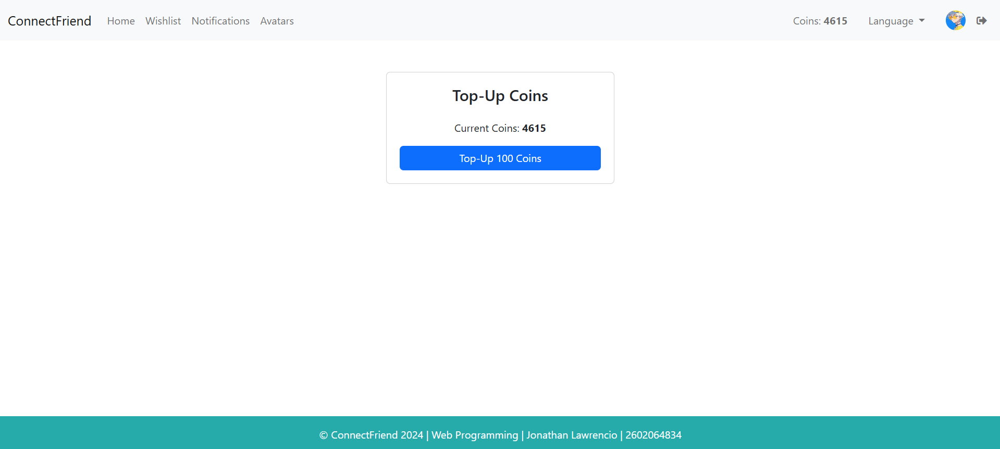 ConnectFriend Home Wishlist Notifications Avatars Coins: 4615 Language
Top-Up Coins
Current Coins: 4615
Top-Up 100 Coins
© ConnectFriend 2024 | Web Programming | Jonathan Lawrencio | 2602064834